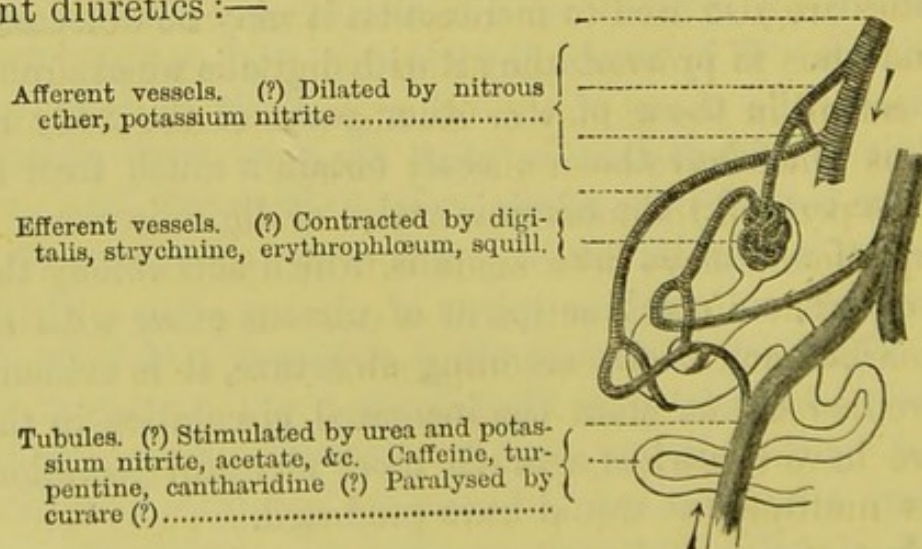 nt diuretics :—
Afferent vessels. (?) Dilated by nitrous
ether, potassium nitrite
Efferent vessels. (?) Contracted by digi-
talis, strychnine, erythrophlœum, squill.
Tubules. (?) Stimulated by urea and potas-
sium nitrite, acetate, &c. Caffeine, tur-
pentine, cantharidine (?) Paralysed by
curare (?)